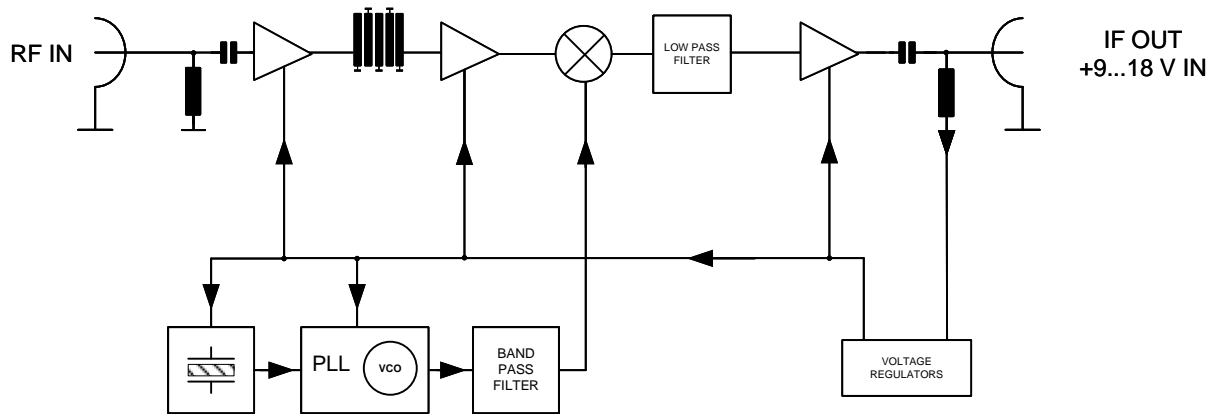 RF IN
LOW PASS
FILTER
IF OUT
+9...18 V IN
PLL
VCO
BAND
PASS
FILTER
VOLTAGE
REGULATORS